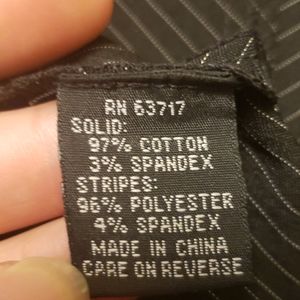 RN 63717
SOLID:
97% COTTON
3% SPANDEX
STRIPES:
96% POLYESTER
4% SPANDEX
MADE IN CHINA
CARE ON REVERSE